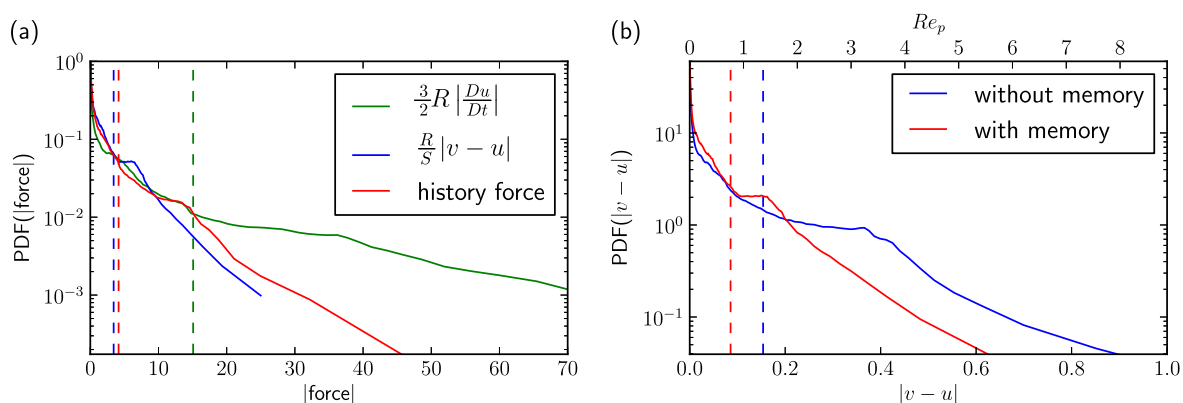 (a)
10^0
10^{-1}
10^{-2}
10^{-3}
PDF(|force|)
3/2 R |Du/Dt|
R/S |v − u|
history force
0 10 20 30 40 50 60 70
|force|
(b)
Re_p
0 1 2 3 4 5 6 7 8
10^1
10^0
10^{-1}
PDF(|v − u|)
without memory
with memory
0.0 0.2 0.4 0.6 0.8 1.0
|v − u|